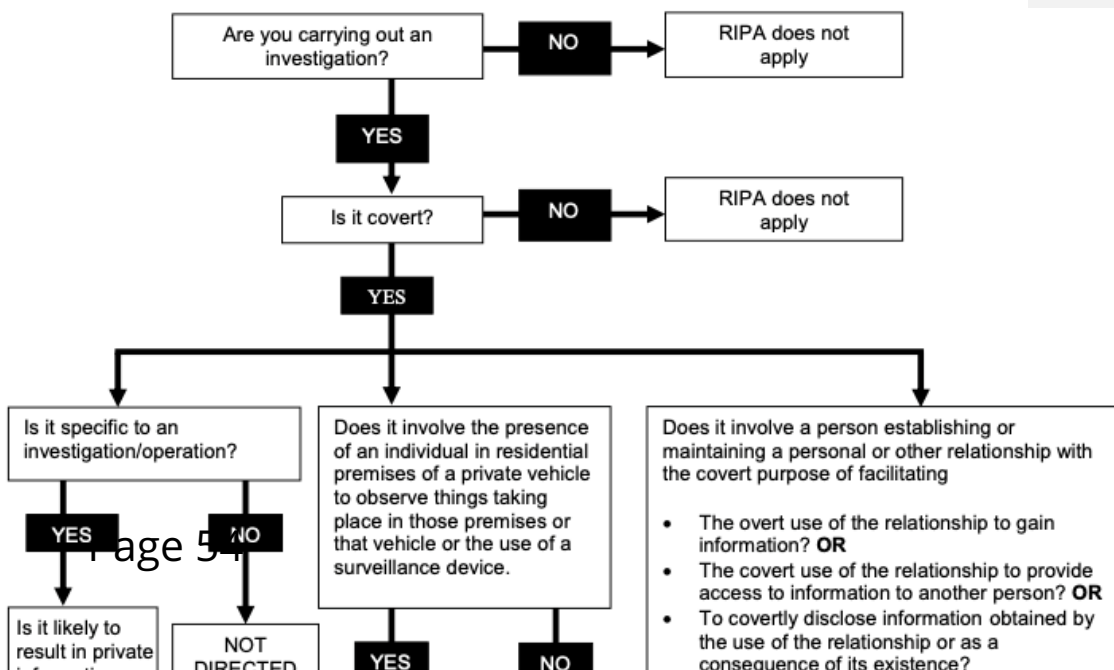 Are you carrying out an
investigation?
NO
RIPA does not
apply
YES
Is it covert?
NO
RIPA does not
apply
YES
Is it specific to an
investigation/operation?
YES
NO
Page 54
Is it likely to
result in private
NOT
DIRECTED
Does it involve the presence
of an individual in residential
premises of a private vehicle
to observe things taking
place in those premises or
that vehicle or the use of a
surveillance device.
YES
NO
Does it involve a person establishing or
maintaining a personal or other relationship with
the covert purpose of facilitating
• The overt use of the relationship to gain
information? OR
• The covert use of the relationship to provide
access to information to another person? OR
• To covertly disclose information obtained by
the use of the relationship or as a
consequence of its existence?